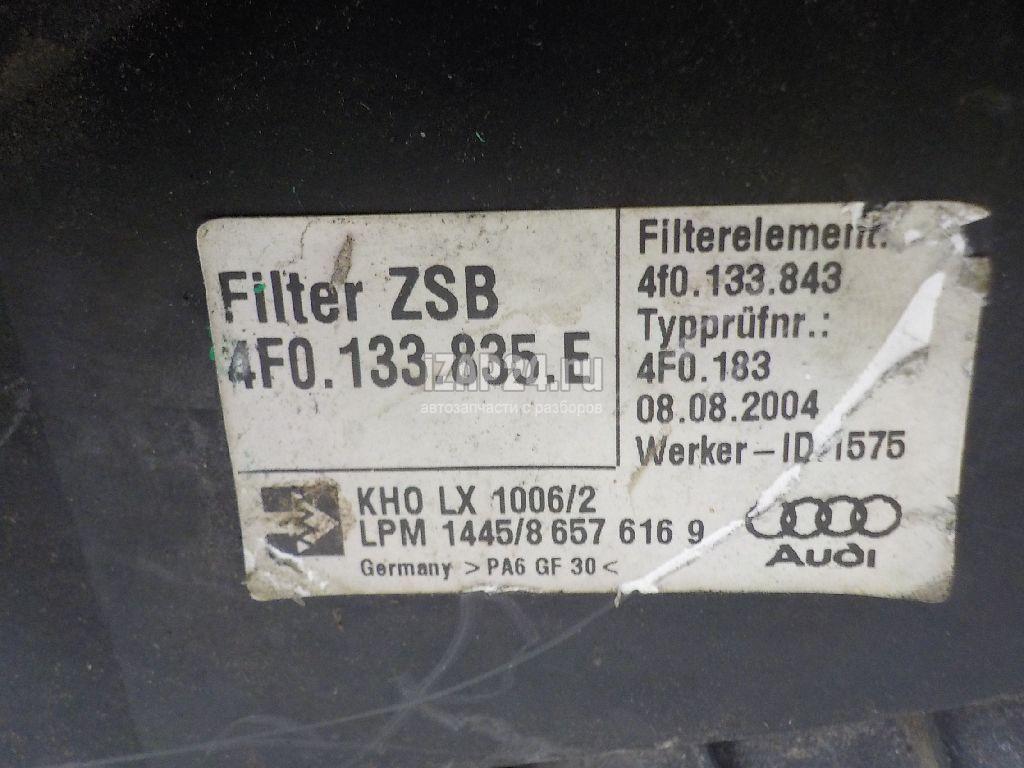 Filter ZSB
4F0.133.835.E
Filterelement:
4f0.133.843
Typprüfnr.:
4F0.183
08.08.2004
Werker-ID 1575
KHO LX 1006/2
LPM 1445/8 657 616 9
Germany >PA6 GF 30<
Audi
iZAP24.ru
автозапчасти с разборов